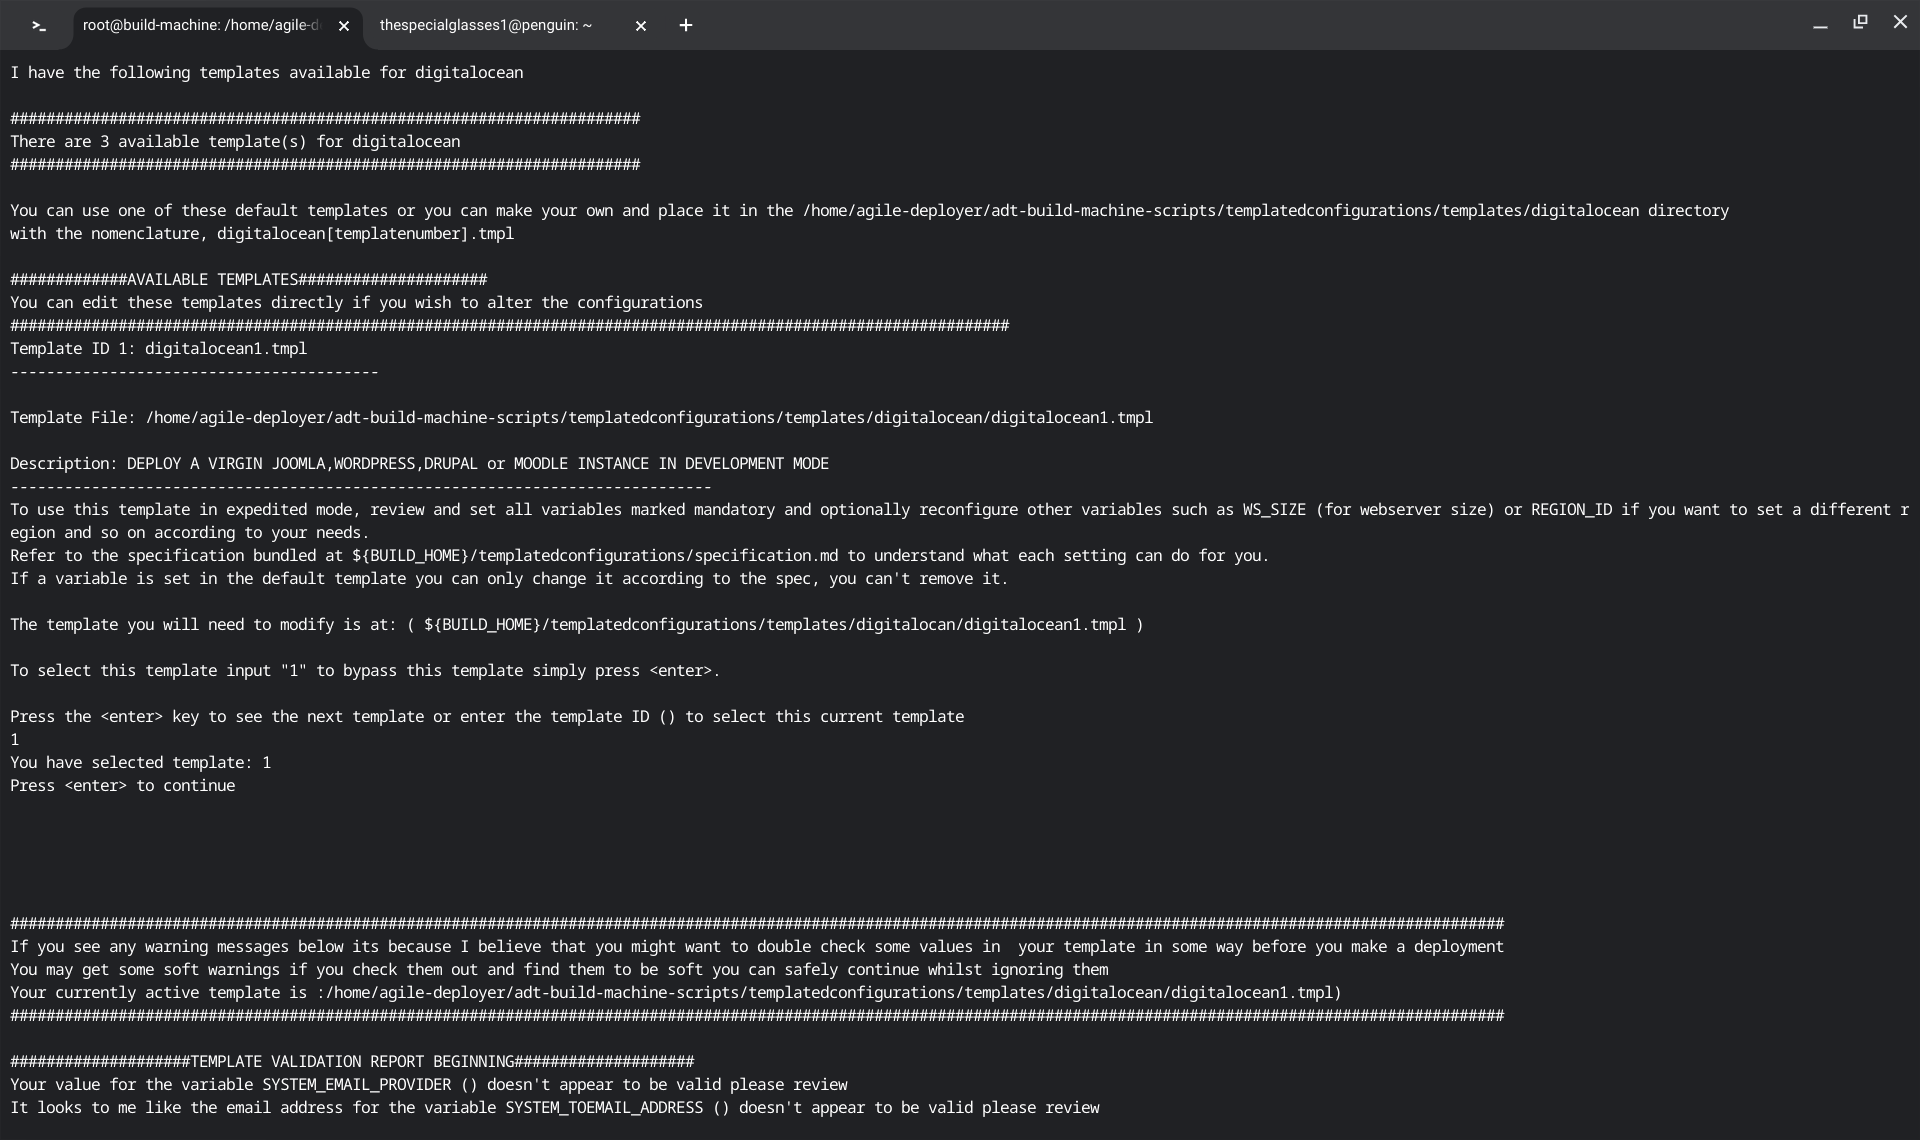 root@build-machine: /home/agile-d
thespecialglasses1@penguin: ~
I have the following templates available for digitalocean
######################################################################
There are 3 available template(s) for digitalocean
######################################################################
You can use one of these default templates or you can make your own and place it in the /home/agile-deployer/adt-build-machine-scripts/templatedconfigurations/templates/digitalocean directory
with the nomenclature, digitalocean[templatenumber].tmpl
#############AVAILABLE TEMPLATES#####################
You can edit these templates directly if you wish to alter the configurations
###############################################################################################################
Template ID 1: digitalocean1.tmpl
-----------------------------------------
Template File: /home/agile-deployer/adt-build-machine-scripts/templatedconfigurations/templates/digitalocean/digitalocean1.tmpl
Description: DEPLOY A VIRGIN JOOMLA,WORDPRESS,DRUPAL or MOODLE INSTANCE IN DEVELOPMENT MODE
------------------------------------------------------------------------------
To use this template in expedited mode, review and set all variables marked mandatory and optionally reconfigure other variables such as WS_SIZE (for webserver size) or REGION_ID if you want to set a different r
egion and so on according to your needs.
Refer to the specification bundled at ${BUILD_HOME}/templatedconfigurations/specification.md to understand what each setting can do for you.
If a variable is set in the default template you can only change it according to the spec, you can't remove it.
The template you will need to modify is at: ( ${BUILD_HOME}/templatedconfigurations/templates/digitalocan/digitalocean1.tmpl )
To select this template input "1" to bypass this template simply press <enter>.
Press the <enter> key to see the next template or enter the template ID () to select this current template
1
You have selected template: 1
Press <enter> to continue
######################################################################################################################################################################
If you see any warning messages below its because I believe that you might want to double check some values in  your template in some way before you make a deployment
You may get some soft warnings if you check them out and find them to be soft you can safely continue whilst ignoring them
Your currently active template is :/home/agile-deployer/adt-build-machine-scripts/templatedconfigurations/templates/digitalocean/digitalocean1.tmpl)
######################################################################################################################################################################
####################TEMPLATE VALIDATION REPORT BEGINNING####################
Your value for the variable SYSTEM_EMAIL_PROVIDER () doesn't appear to be valid please review
It looks to me like the email address for the variable SYSTEM_TOEMAIL_ADDRESS () doesn't appear to be valid please review